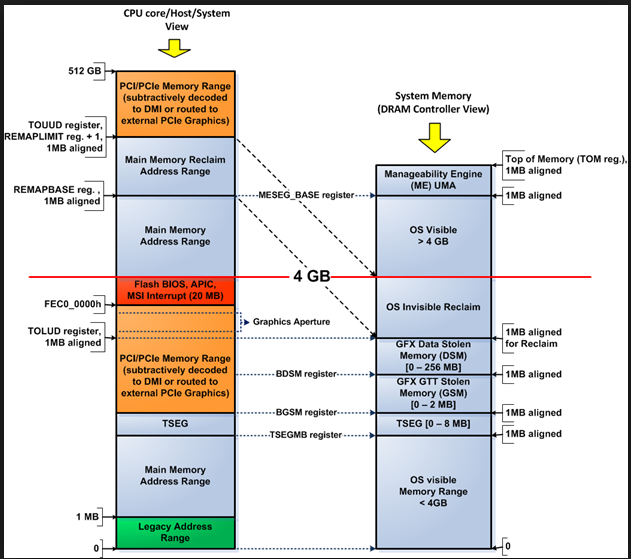 CPU core/Host/System
View
512 GB
PCI/PCIe Memory Range
(subtractively decoded
to DMI or routed to
external PCIe Graphics)
TOUUD register,
REMAPLIMIT reg. + 1,
1MB aligned
Main Memory Reclaim
Address Range
REMAPBASE reg. ,
1MB aligned
Main Memory
Address Range
Flash BIOS, APIC,
MSI Interrupt (20 MB)
FEC0_0000h
TOLUD register,
1MB aligned
PCI/PCIe Memory Range
(subtractively decoded
to DMI or routed to
external PCIe Graphics)
TSEG
Main Memory
Address Range
1 MB
Legacy Address
Range
0
4 GB
MESEG_BASE register
Graphics Aperture
BDSM register
BGSM register
TSEGMB register
System Memory
(DRAM Controller View)
Manageability Engine
(ME) UMA
Top of Memory (TOM reg.),
1MB aligned
1MB aligned
OS Visible
> 4 GB
OS Invisible Reclaim
1MB aligned
for Reclaim
GFX Data Stolen
Memory (DSM)
[0 – 256 MB]
1MB aligned
GFX GTT Stolen
Memory (GSM)
[0 – 2 MB]
1MB aligned
TSEG [0 – 8 MB]
1MB aligned
OS visible
Memory Range
< 4GB
0